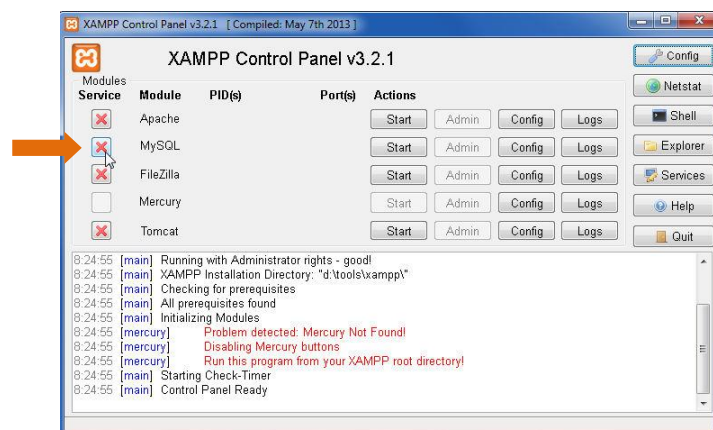 XAMPP Control Panel v3.2.1 [ Compiled: May 7th 2013 ]
XAMPP Control Panel v3.2.1
Config
Modules
Service Module PID(s) Port(s) Actions
Netstat
Apache Start Admin Config Logs
Shell
MySQL Start Admin Config Logs
Explorer
FileZilla Start Admin Config Logs
Services
Mercury Start Admin Config Logs
Help
Tomcat Start Admin Config Logs
Quit
8:24:55 [main] Running with Administrator rights - good!
8:24:55 [main] XAMPP Installation Directory: "d:\tools\xampp\"
8:24:55 [main] Checking for prerequisites
8:24:55 [main] All prerequisites found
8:24:55 [main] Initializing Modules
8:24:55 [mercury] Problem detected: Mercury Not Found!
8:24:55 [mercury] Disabling Mercury buttons
8:24:55 [mercury] Run this program from your XAMPP root directory!
8:24:55 [main] Starting Check-Timer
8:24:55 [main] Control Panel Ready